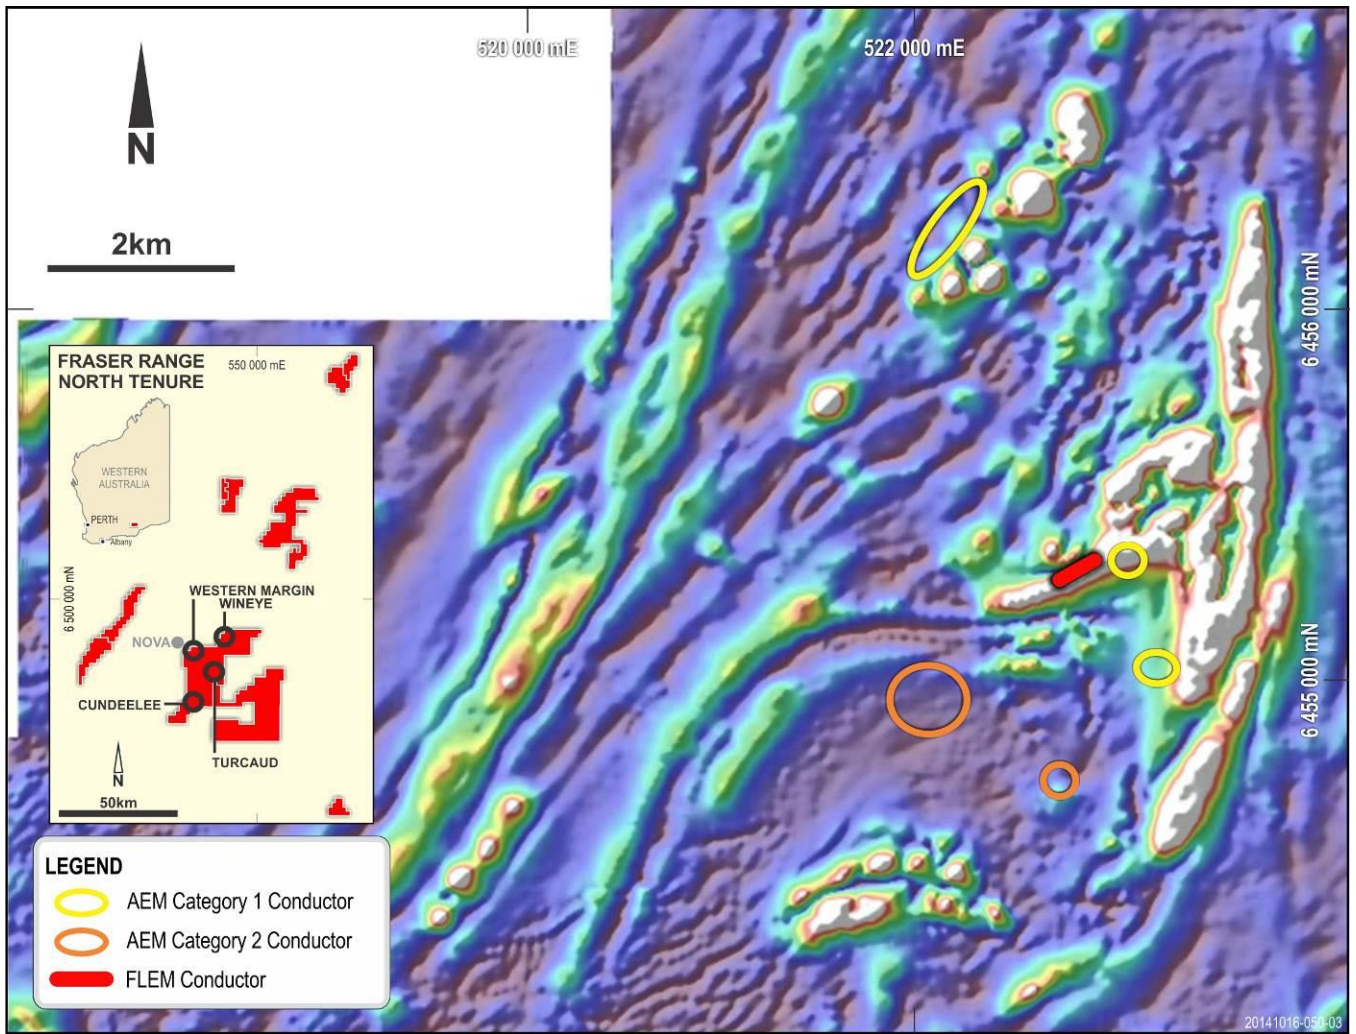 520 000 mE
522 000 mE
N
2km
6 456 000 mN
6 455 000 mN
FRASER RANGE
NORTH TENURE
550 000 mE
WESTERN
AUSTRALIA
PERTH
Albany
6 500 000 mN
WESTERN MARGIN
WINEYE
NOVA
CUNDEELEE
TURCAUD
N
50km
LEGEND
AEM Category 1 Conductor
AEM Category 2 Conductor
FLEM Conductor
20141016-050-03